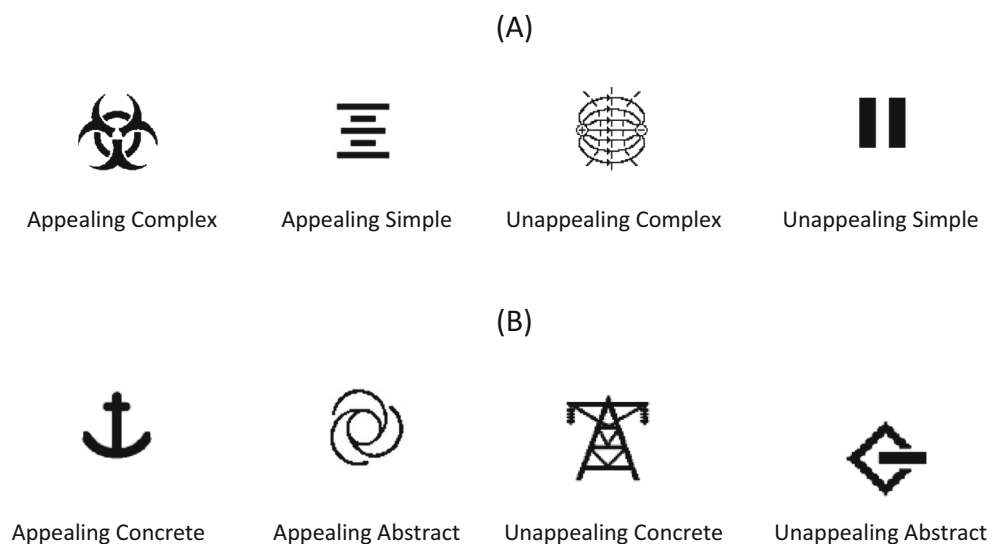 (A)
Appealing Complex
Appealing Simple
Unappealing Complex
Unappealing Simple
(B)
Appealing Concrete
Appealing Abstract
Unappealing Concrete
Unappealing Abstract